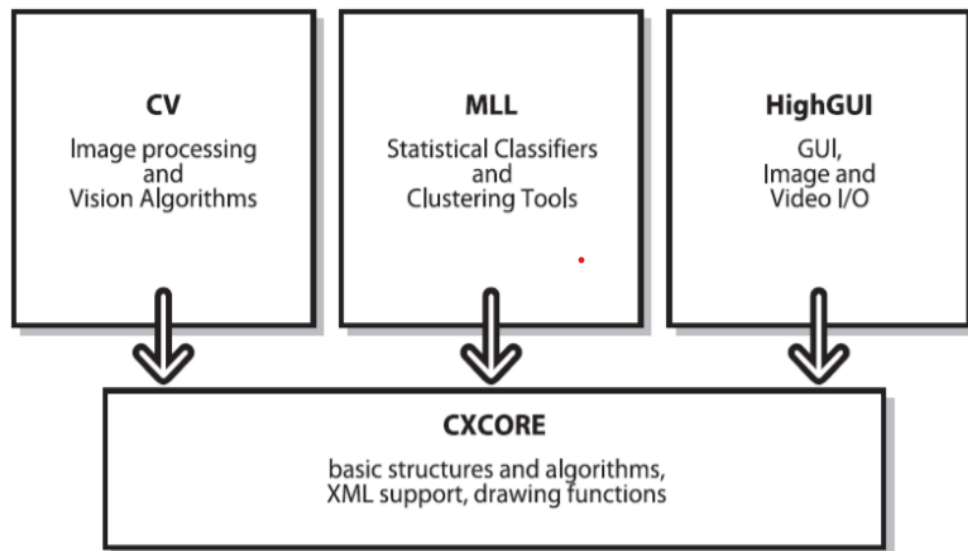 CV
Image processing
and
Vision Algorithms
MLL
Statistical Classifiers
and
Clustering Tools
HighGUI
GUI,
Image and
Video I/O
CXCORE
basic structures and algorithms,
XML support, drawing functions